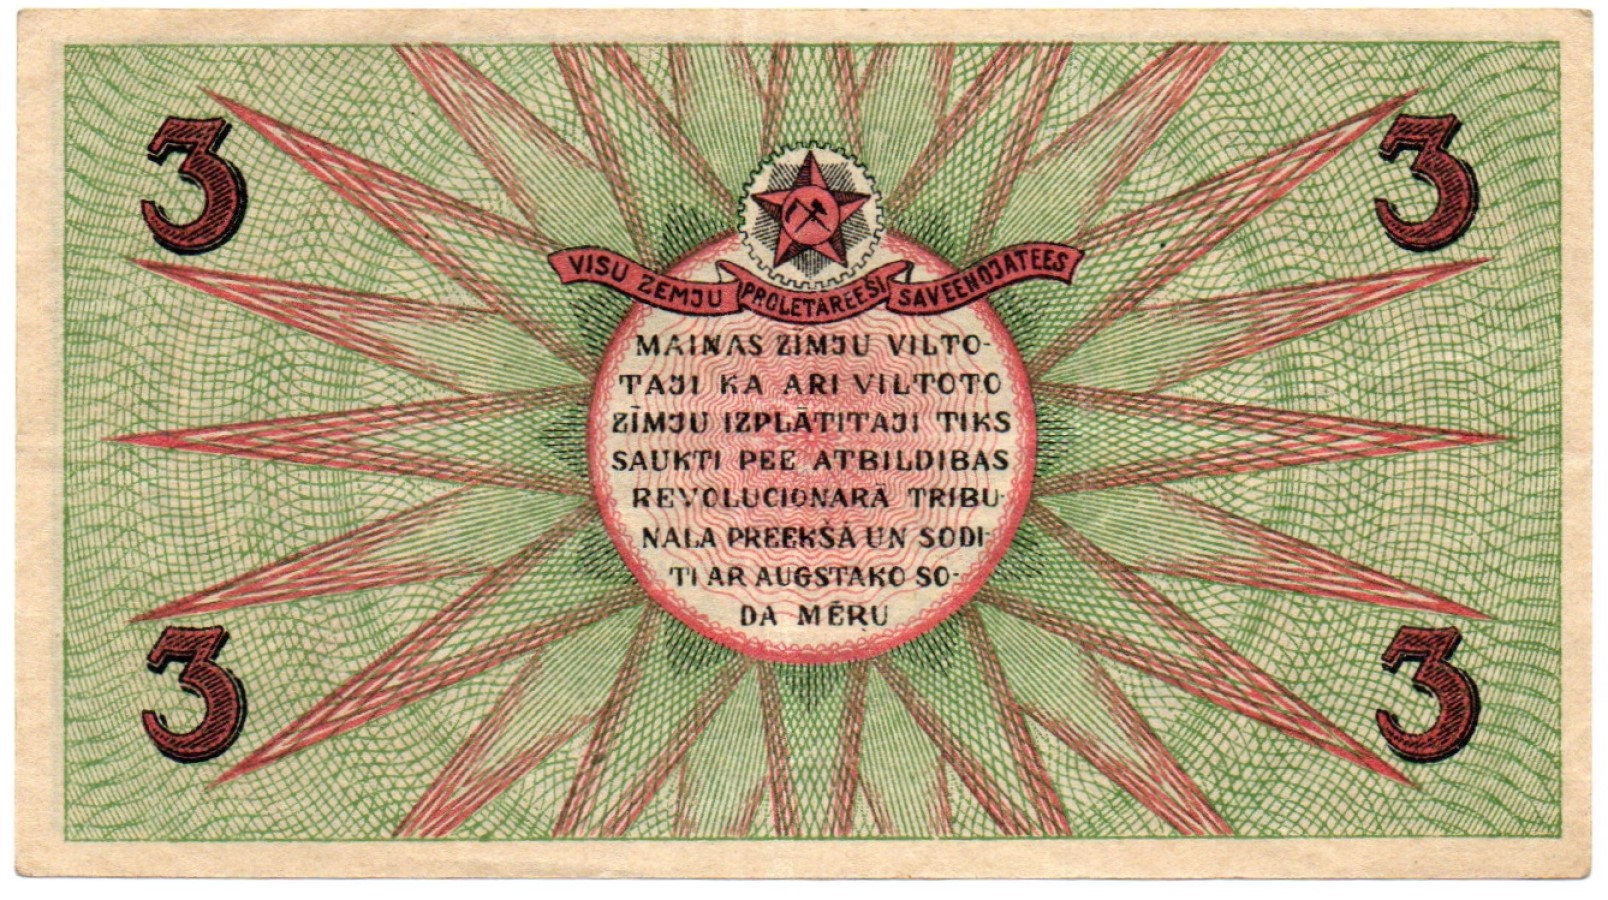 3 3
VISU ZEMJU PROLETAREEŠI SAVEENOJATEES
MAIŅAS ZĪMJU VILTO-
TAJI KA ARI VILTOTO
ZĪMJU IZPLĀTITAJI TIKS
SAUKTI PEE ATBILDIBAS
REVOLUCIONARĀ TRIBU-
NALA PREEKŠĀ UN SODI-
TI AR AUGSTAKO SO-
DA MĒRU
3 3